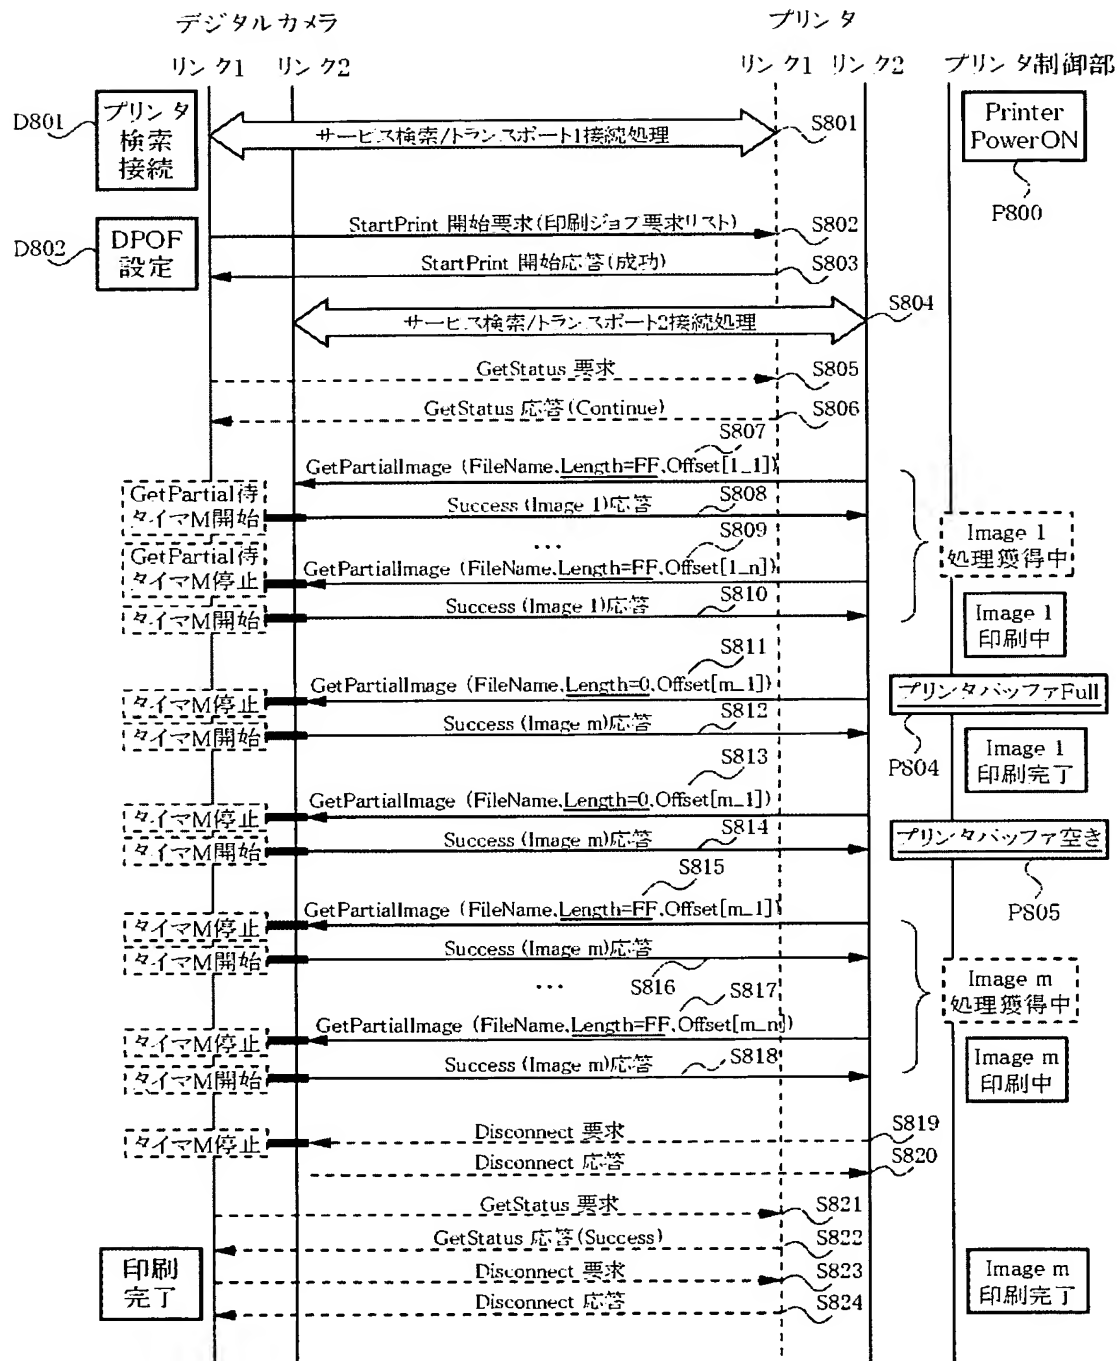 デジタルカメラ
プリンタ
リンク1 リンク2
リンク1 リンク2 プリンタ制御部
D801
プリンタ
検索
接続
サービス検索/トランスポート1接続処理
S801
Printer
PowerON
P800
D802
DPOF
設定
StartPrint 開始要求(印刷ジョブ要求リスト)
S802
StartPrint 開始応答(成功)
S803
サービス検索/トランスポート2接続処理
S804
GetStatus 要求
S805
GetStatus 応答(Continue)
S806
S807
GetPartialImage (FileName,Length=FF,Offset[1_1])
GetPartial待
タイマM開始
Success (Image 1)応答
S808
…
S809
GetPartial待
タイマM停止
GetPartialImage (FileName,Length=FF,Offset[1_n])
タイマM開始
Success (Image 1)応答
S810
Image 1
処理獲得中
Image 1
印刷中
S811
タイマM停止
GetPartialImage (FileName,Length=0,Offset[m_1])
プリンタバッファFull
タイマM開始
Success (Image m)応答
S812
P804
Image 1
印刷完了
S813
タイマM停止
GetPartialImage (FileName,Length=0,Offset[m_1])
タイマM開始
Success (Image m)応答
S814
プリンタバッファ空き
P805
S815
タイマM停止
GetPartialImage (FileName,Length=FF,Offset[m_1])
タイマM開始
Success (Image m)応答
S816
…
Image m
処理獲得中
S817
タイマM停止
GetPartialImage (FileName,Length=FF,Offset[m_n])
タイマM開始
Success (Image m)応答
S818
Image m
印刷中
タイマM停止
Disconnect 要求
S819
Disconnect 応答
S820
GetStatus 要求
S821
GetStatus 応答(Success)
S822
印刷
完了
Disconnect 要求
S823
Disconnect 応答
S824
Image m
印刷完了